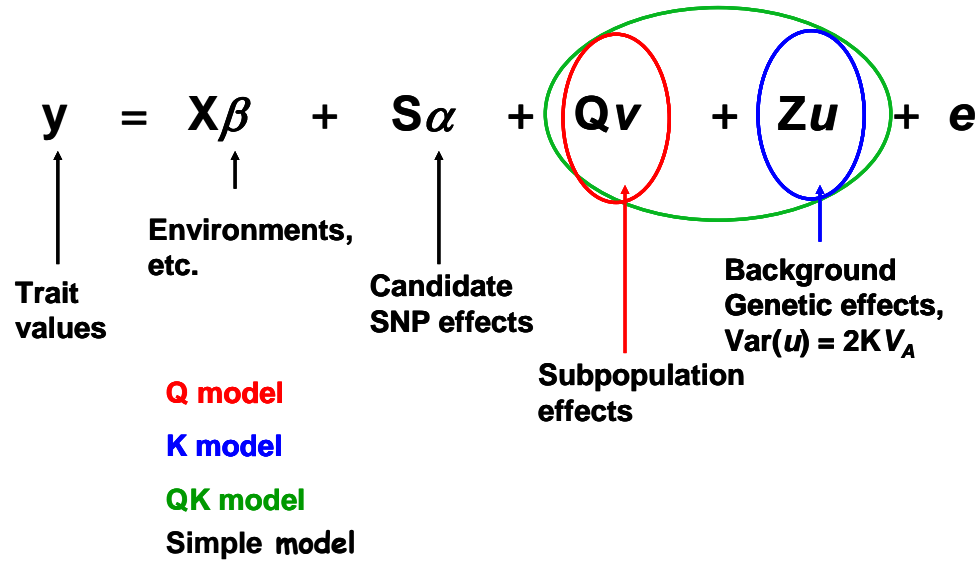 y = Xβ + Sα + Qv + Zu + e
Environments,
etc.
Trait
values
Candidate
SNP effects
Background
Genetic effects,
Var(u) = 2KV_A
Subpopulation
effects
Q model
K model
QK model
Simple model